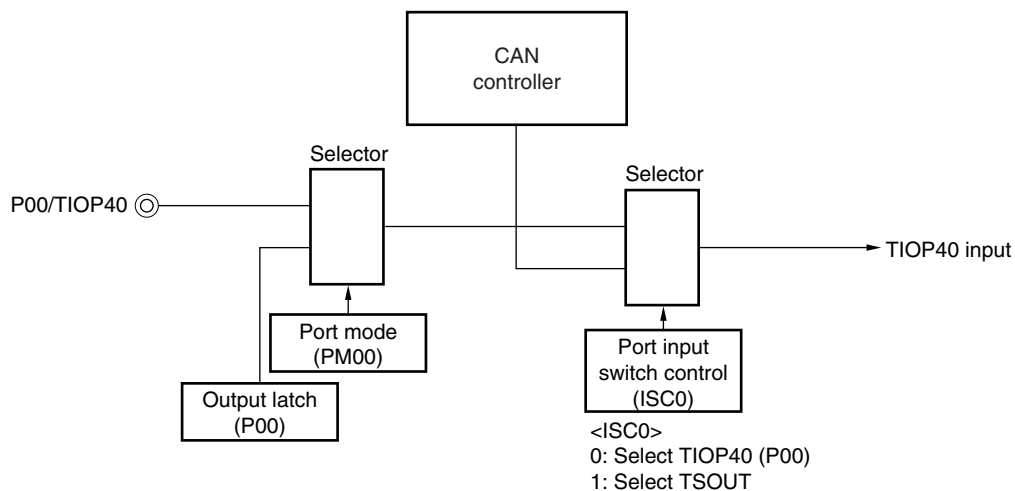 CAN
controller
Selector
Selector
P00/TIOP40
TIOP40 input
Port mode
(PM00)
Port input
switch control
(ISC0)
Output latch
(P00)
<ISC0>
0: Select TIOP40 (P00)
1: Select TSOUT